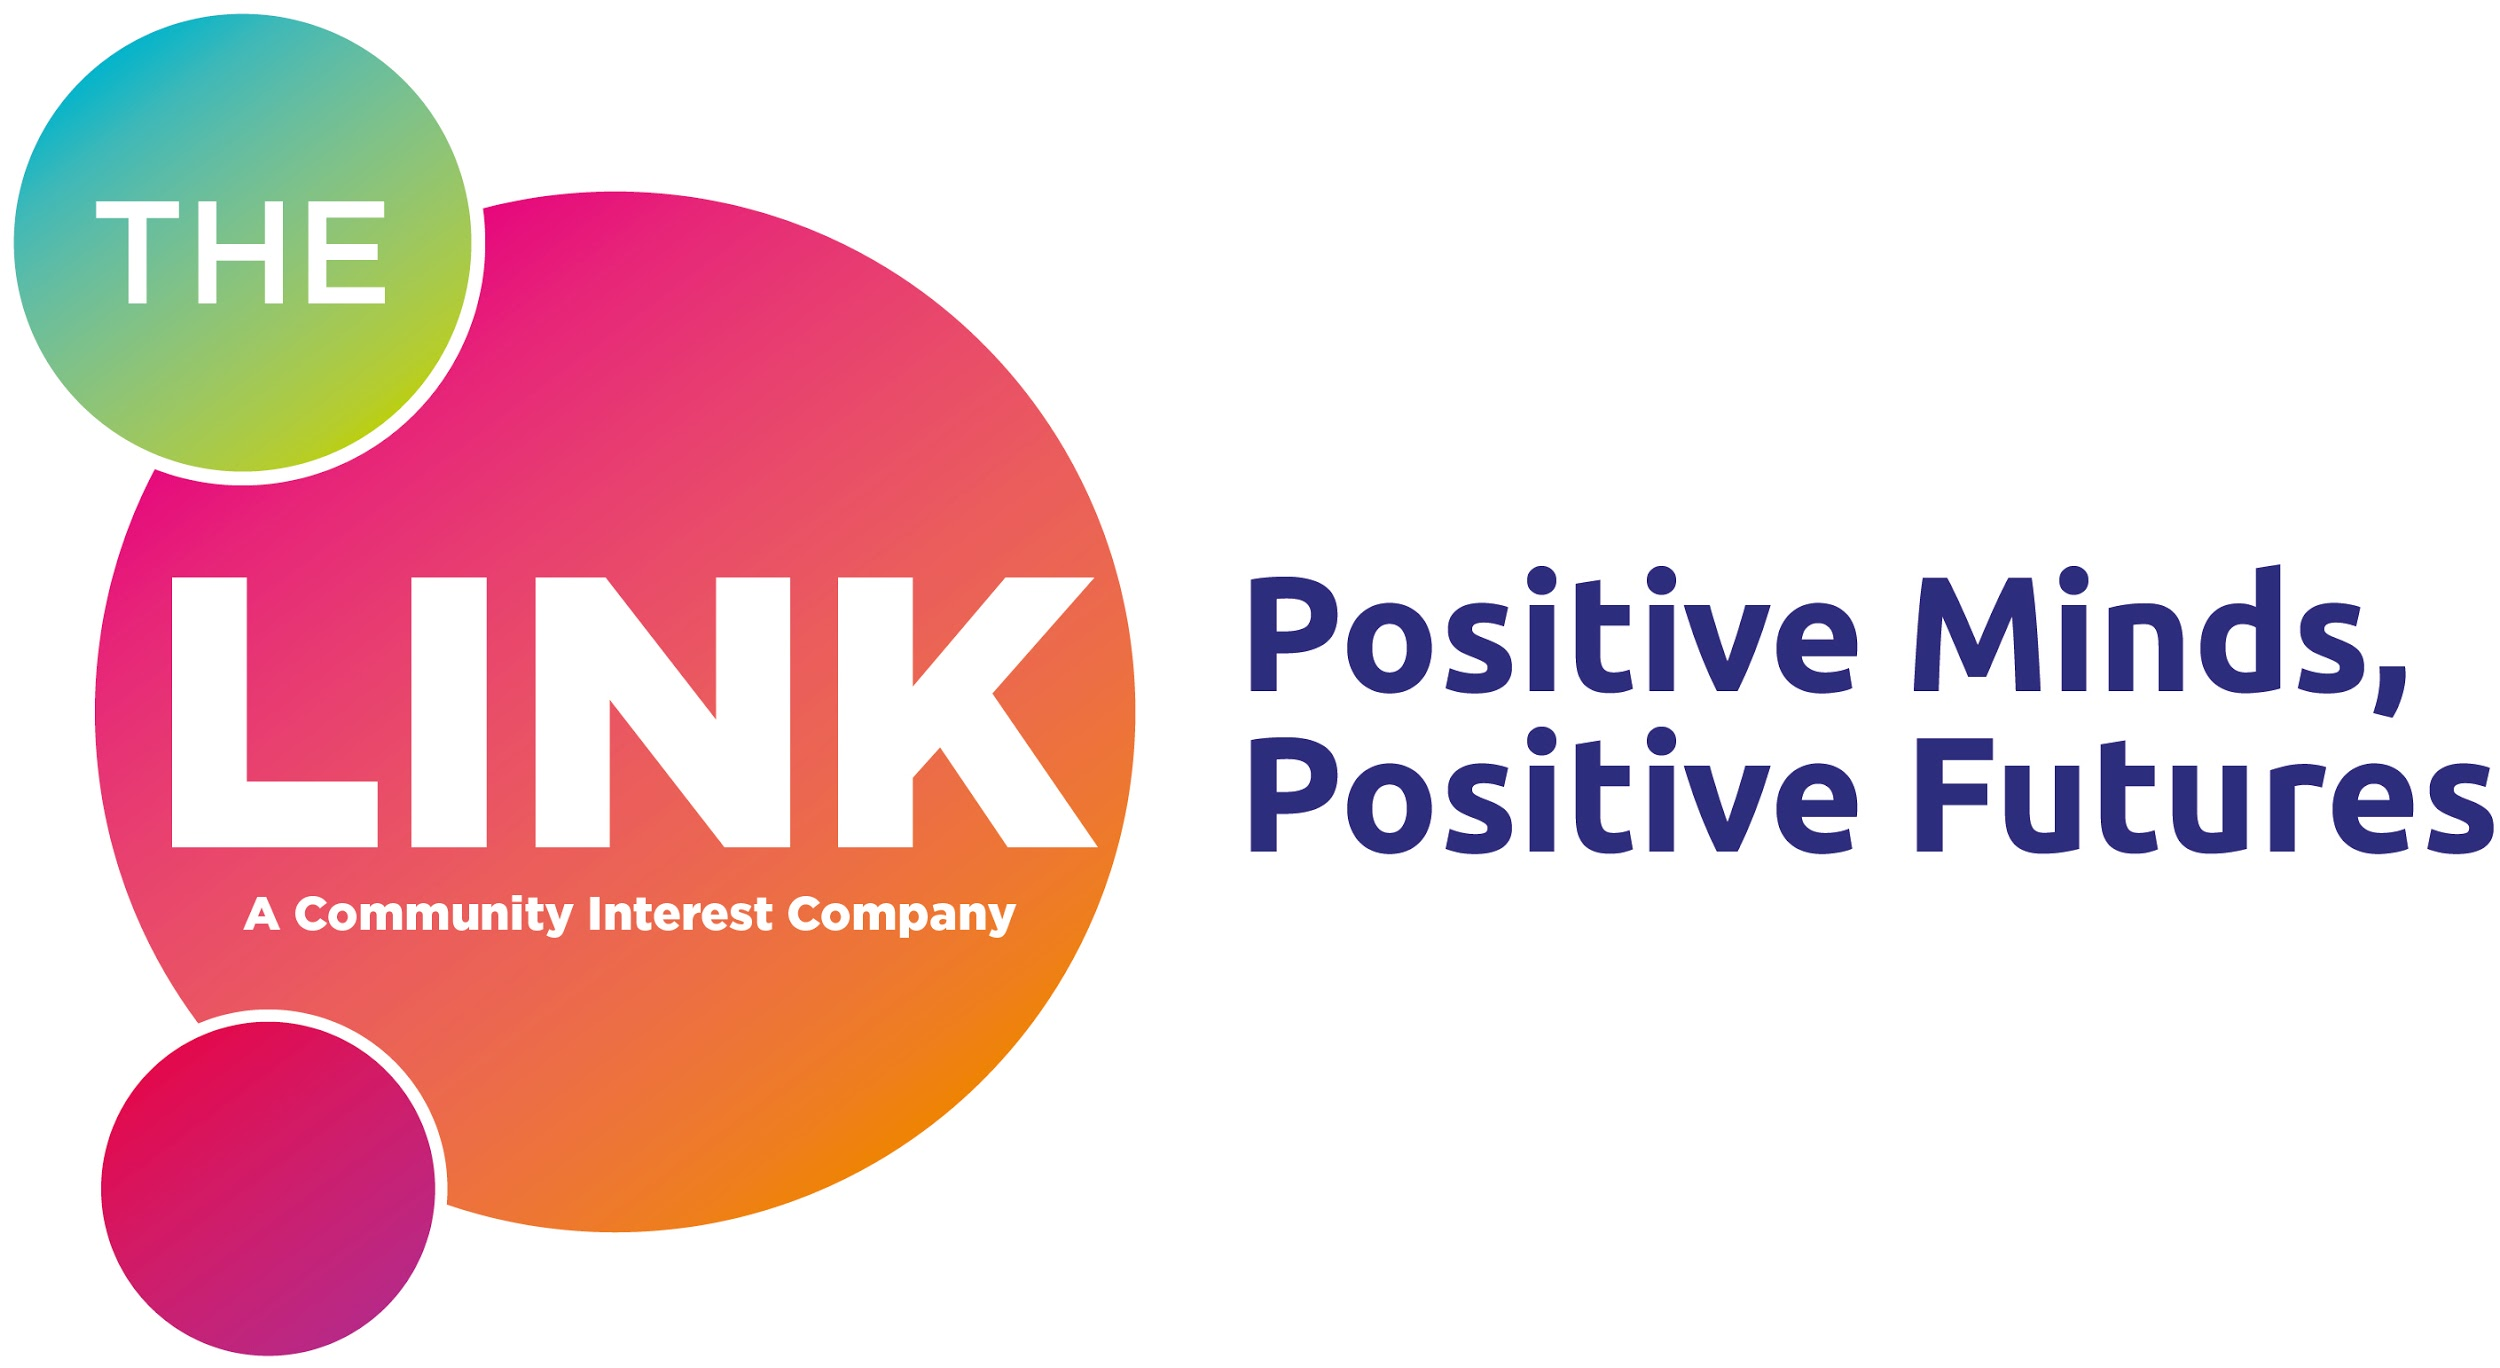 THE
LINK
A Community Interest Company
Positive Minds,
Positive Futures